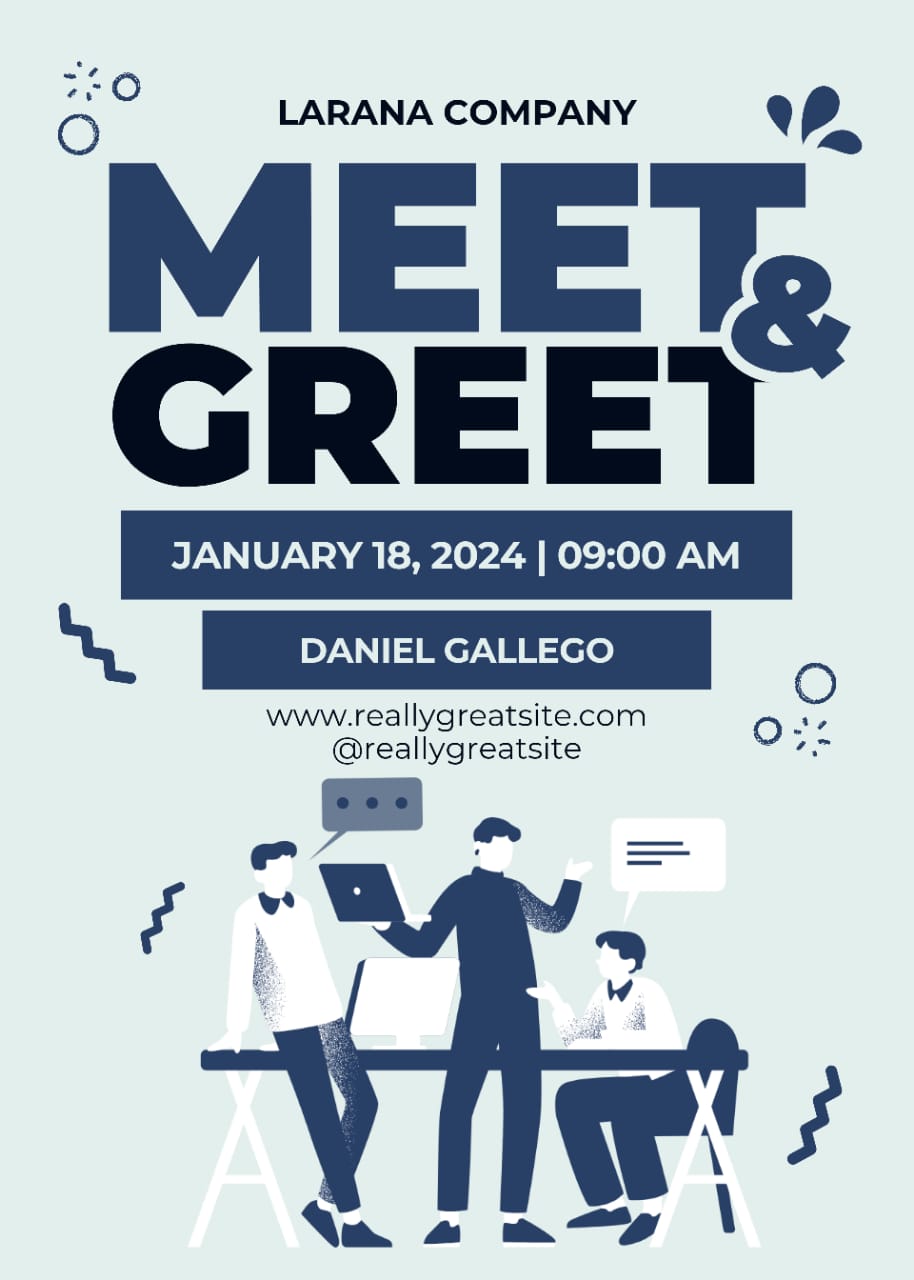 LARANA COMPANY
MEET
&
GREET
JANUARY 18, 2024 | 09:00 AM
DANIEL GALLEGO
www.reallygreatsite.com
@reallygreatsite